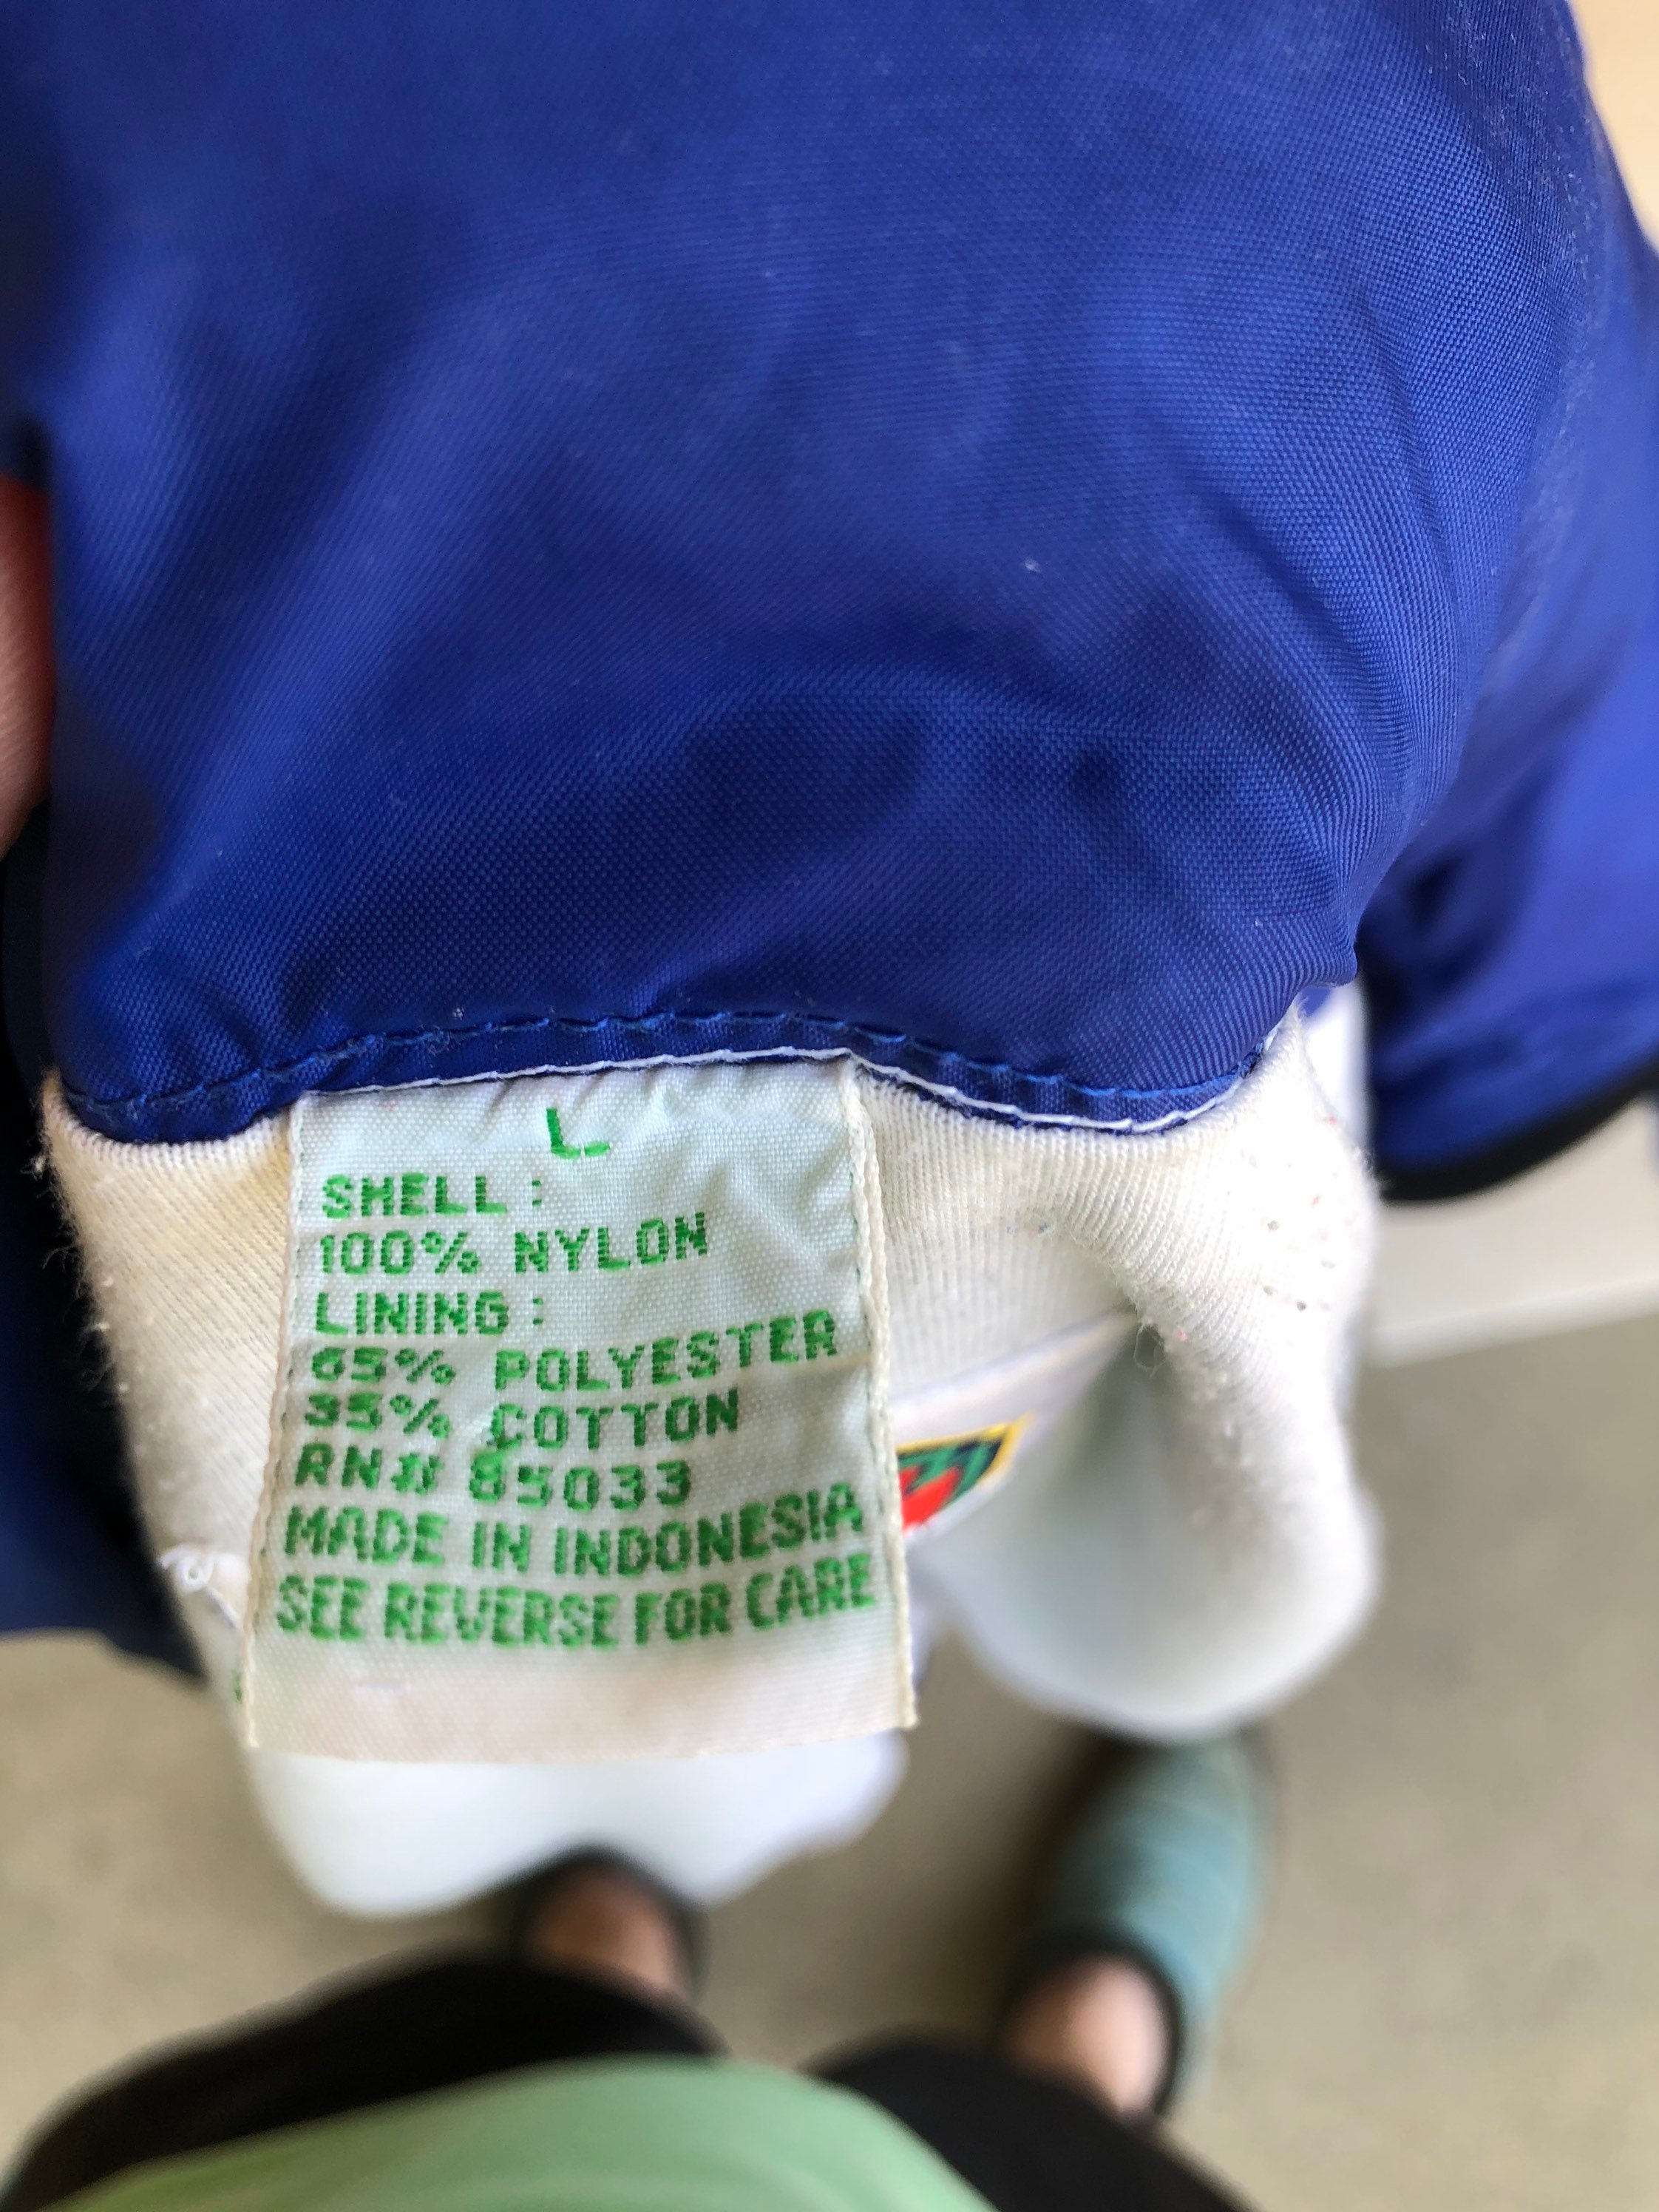 L
SHELL :
100% NYLON
LINING :
65% POLYESTER
35% COTTON
RN# 85033
MADE IN INDONESIA
SEE REVERSE FOR CARE